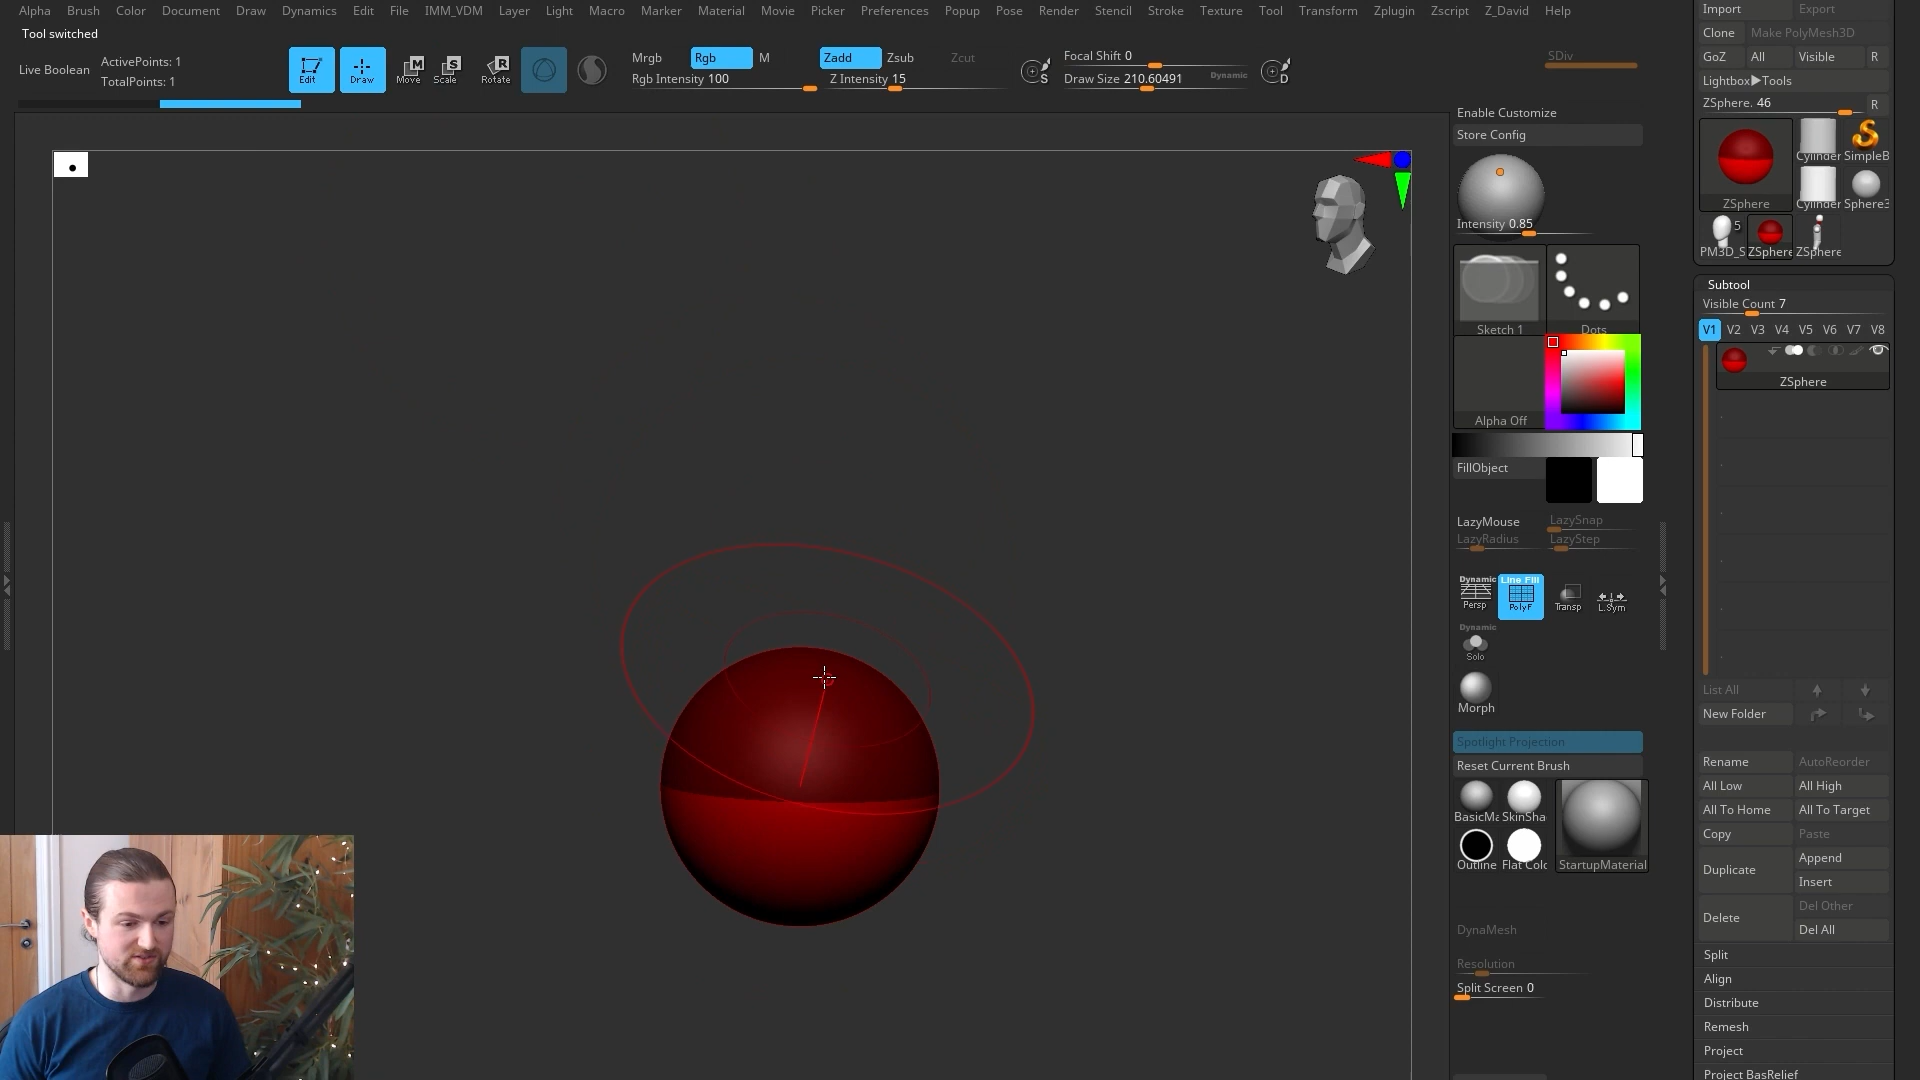 Alpha Brush Color Document Draw Dynamics Edit File IMM_VDM Layer Light Macro Marker Material Movie Picker Preferences Popup Pose Render Stencil Stroke Texture Tool Transform Zplugin Zscript Z_David Help
Tool switched
Live Boolean
ActivePoints: 1
TotalPoints: 1
Edit
Draw
M Move
S Scale
R Rotate
Mrgb Rgb M
Rgb Intensity 100
Zadd Zsub Zcut
Z Intensity 15
S
Focal Shift 0
Draw Size 210.60491 Dynamic
D
SDiv
Enable Customize
Store Config
Intensity 0.85
Sketch 1
Dots
Alpha Off
FillObject
LazyMouse LazySnap
LazyRadius LazyStep
Dynamic Persp
Line Fill PolyF
Transp
L.Sym
Dynamic
Solo
Morph
Spotlight Projection
Reset Current Brush
BasicMa SkinSha
Outline Flat Colo
StartupMaterial
DynaMesh
Resolution
Split Screen 0
Import Export
Clone Make PolyMesh3D
GoZ All Visible R
Lightbox▶Tools
ZSphere. 46 R
ZSphere
Cylinder SimpleB
Cylinder Sphere3
5
PM3D_S ZSphere ZSphere
Subtool
Visible Count 7
V1 V2 V3 V4 V5 V6 V7 V8
ZSphere
List All
New Folder
Rename AutoReorder
All Low All High
All To Home All To Target
Copy Paste
Duplicate
Append
Insert
Delete
Del Other
Del All
Split
Align
Distribute
Remesh
Project
Project BasRelief